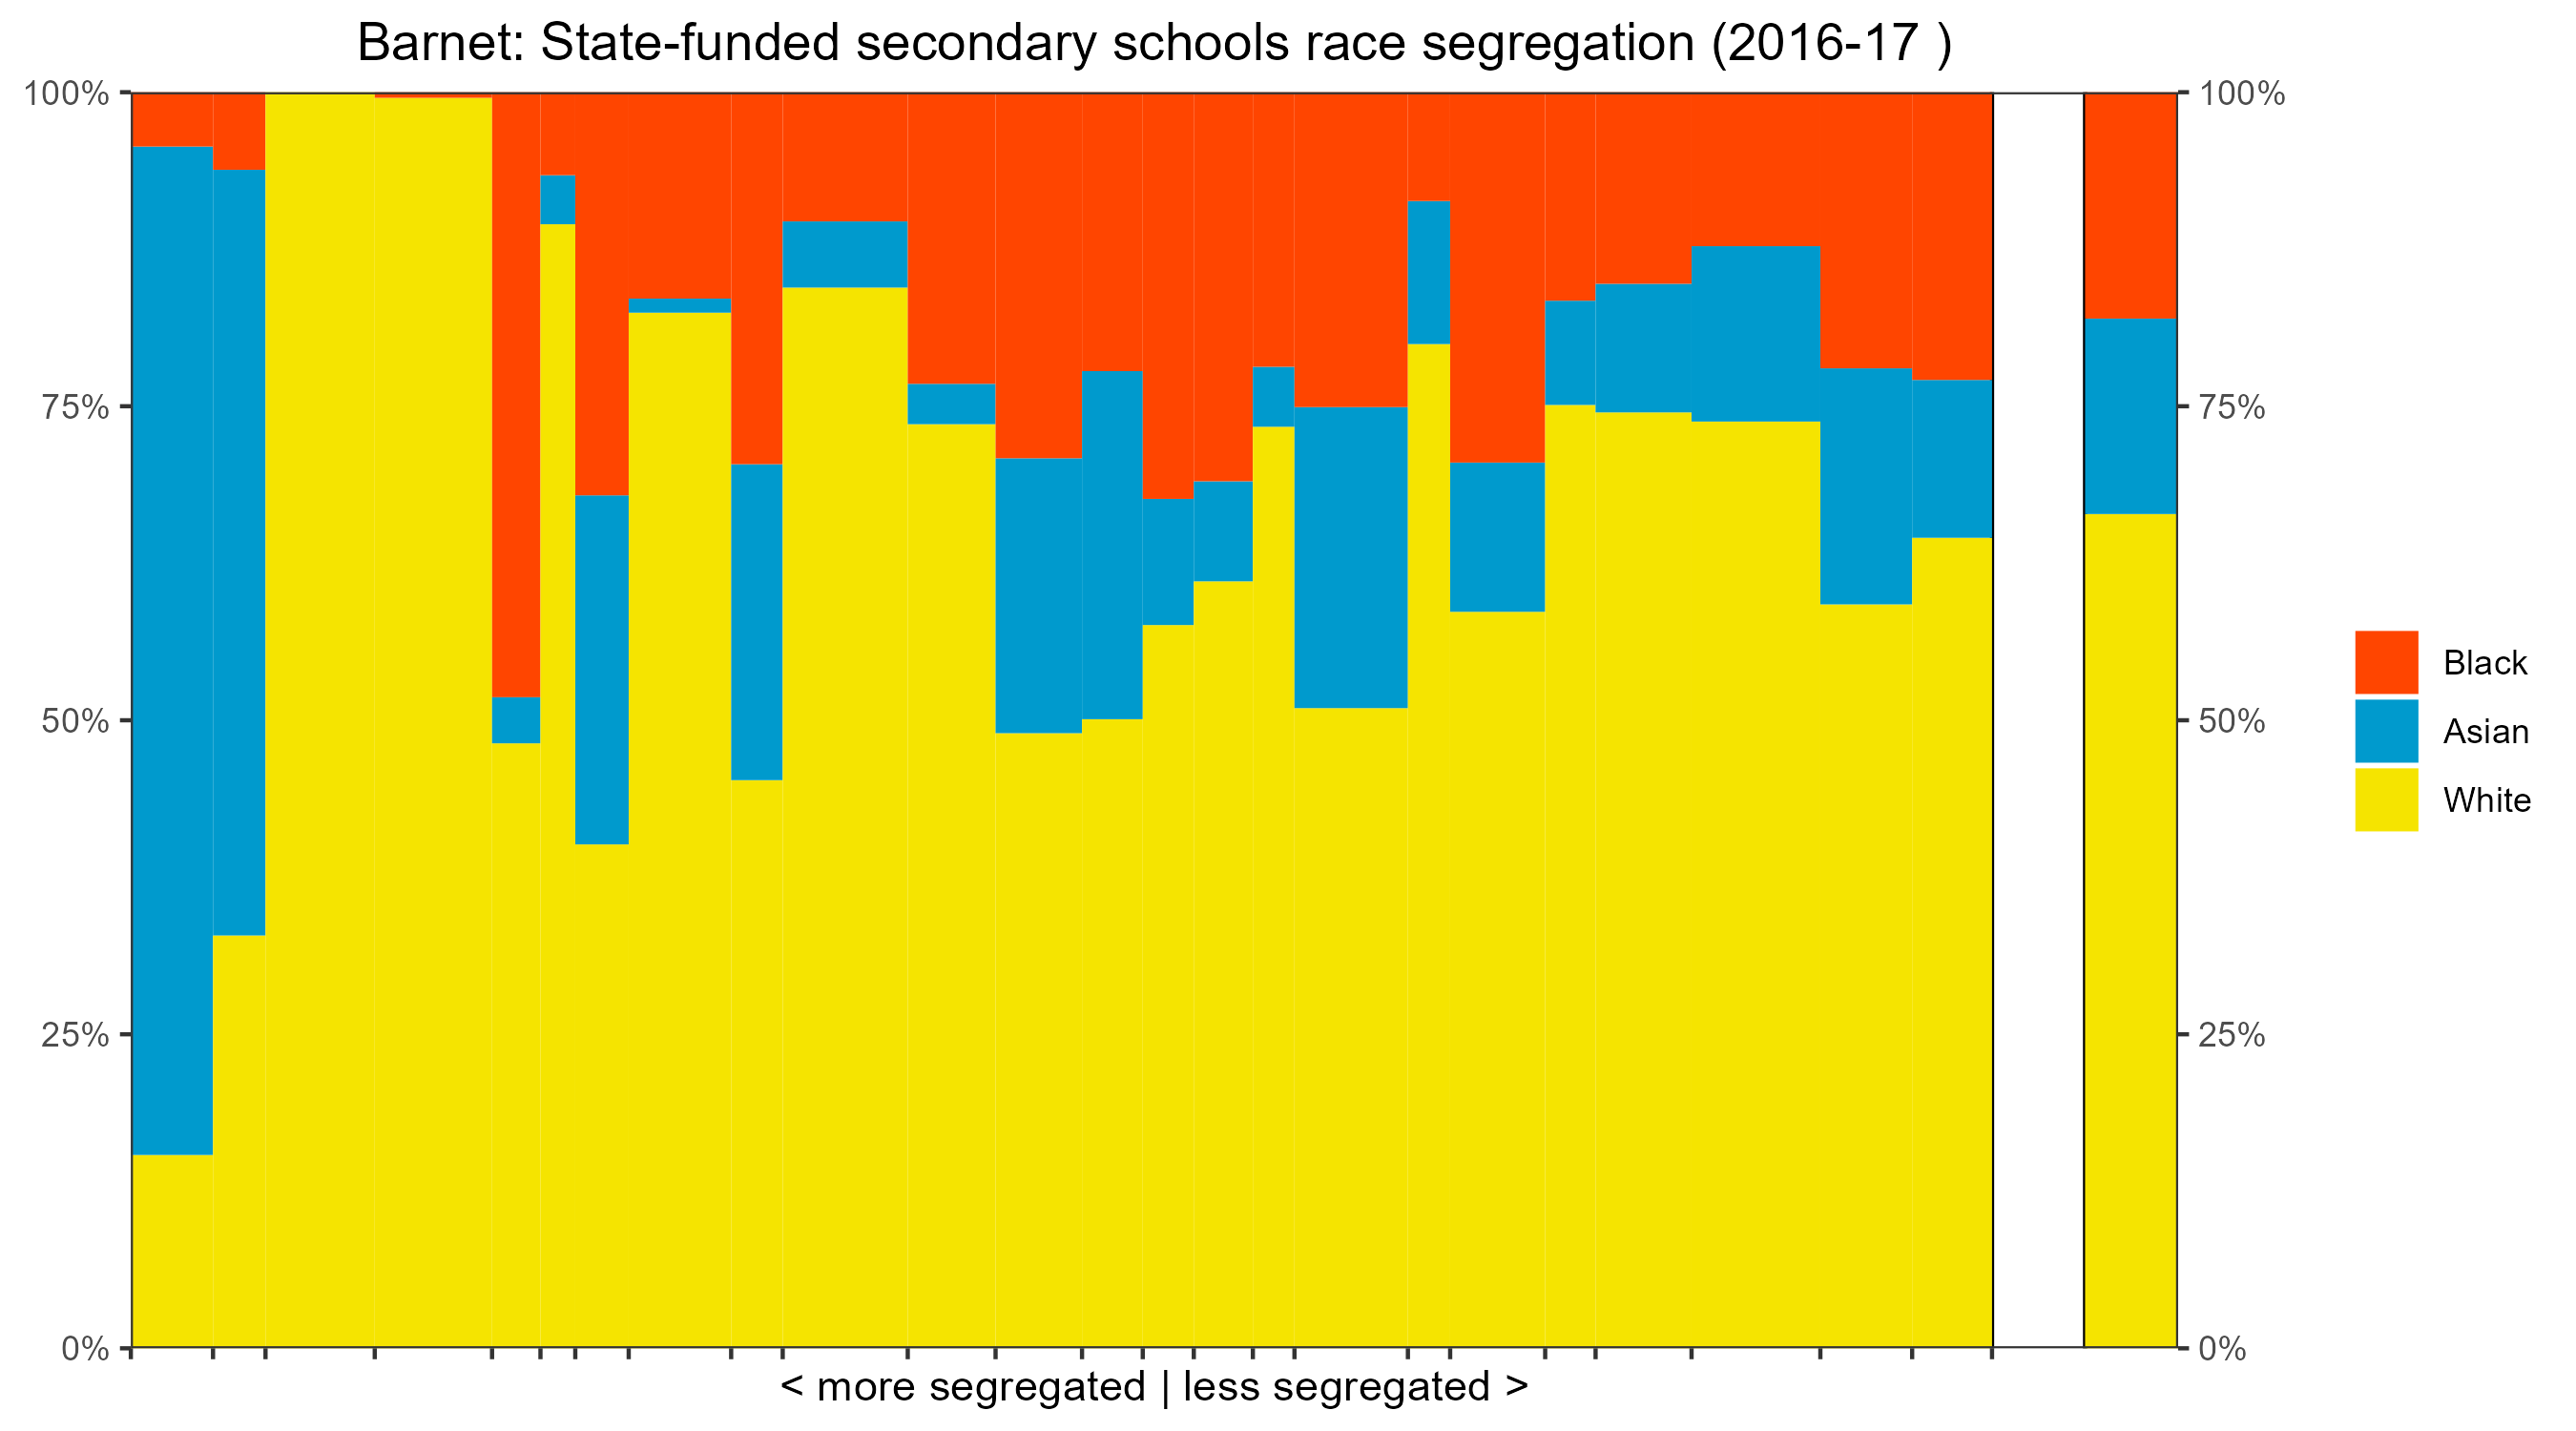 Barnet: State-funded secondary schools race segregation (2016-17 )
100%
75%
50%
25%
0%
100%
75%
50%
25%
0%
Black
Asian
White
< more segregated | less segregated >